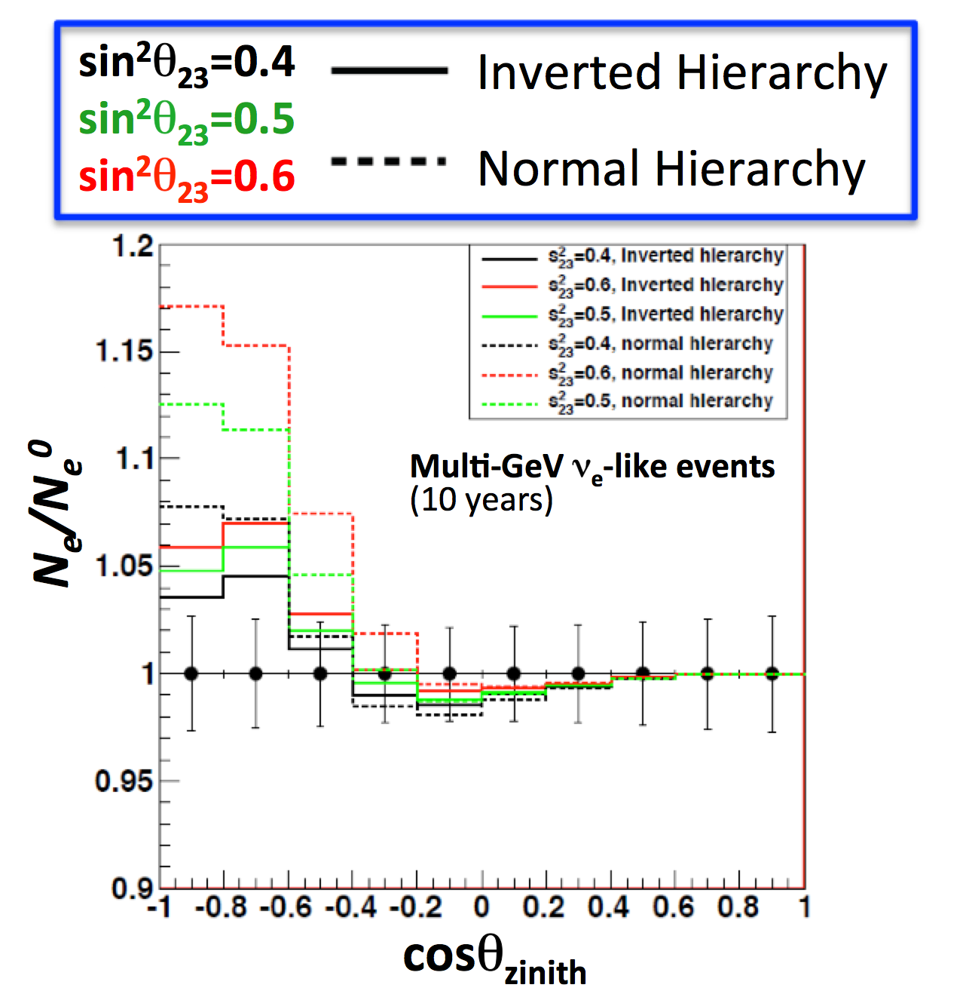 sin²θ₂₃=0.4
Inverted Hierarchy
sin²θ₂₃=0.5
sin²θ₂₃=0.6
Normal Hierarchy
1.2
1.15
1.1
1.05
1
0.95
0.9
s²₂₃=0.4, Inverted hierarchy
s²₂₃=0.6, Inverted hierarchy
s²₂₃=0.5, Inverted hierarchy
s²₂₃=0.4, normal hierarchy
s²₂₃=0.6, normal hierarchy
s²₂₃=0.5, normal hierarchy
Multi-GeV νₑ-like events
(10 years)
Nₑ/Nₑ⁰
-1 -0.8 -0.6 -0.4 -0.2 0 0.2 0.4 0.6 0.8 1
cosθzinith